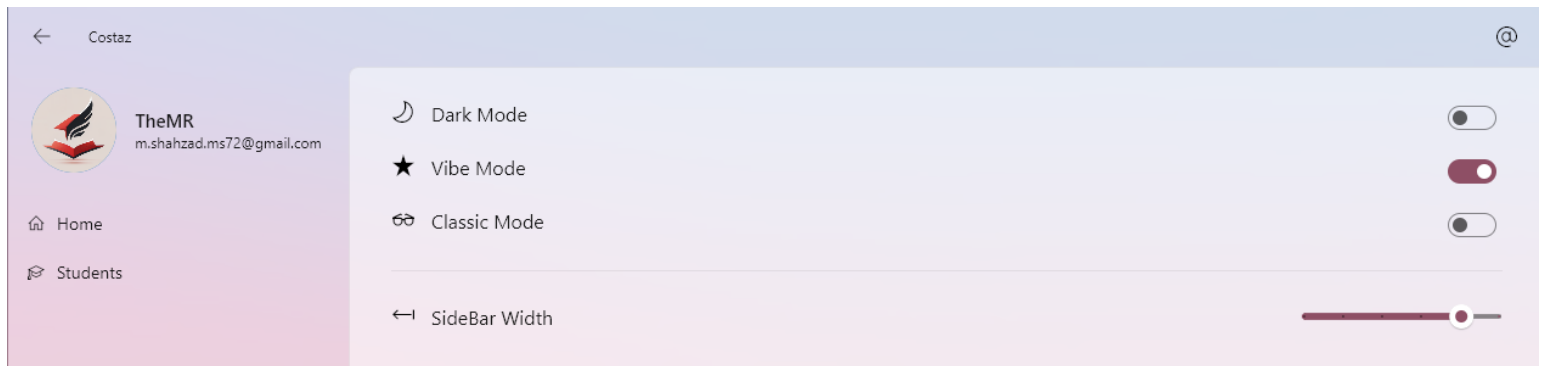 Costaz
@
TheMR
m.shahzad.ms72@gmail.com
Home
Students
Dark Mode
Vibe Mode
Classic Mode
SideBar Width